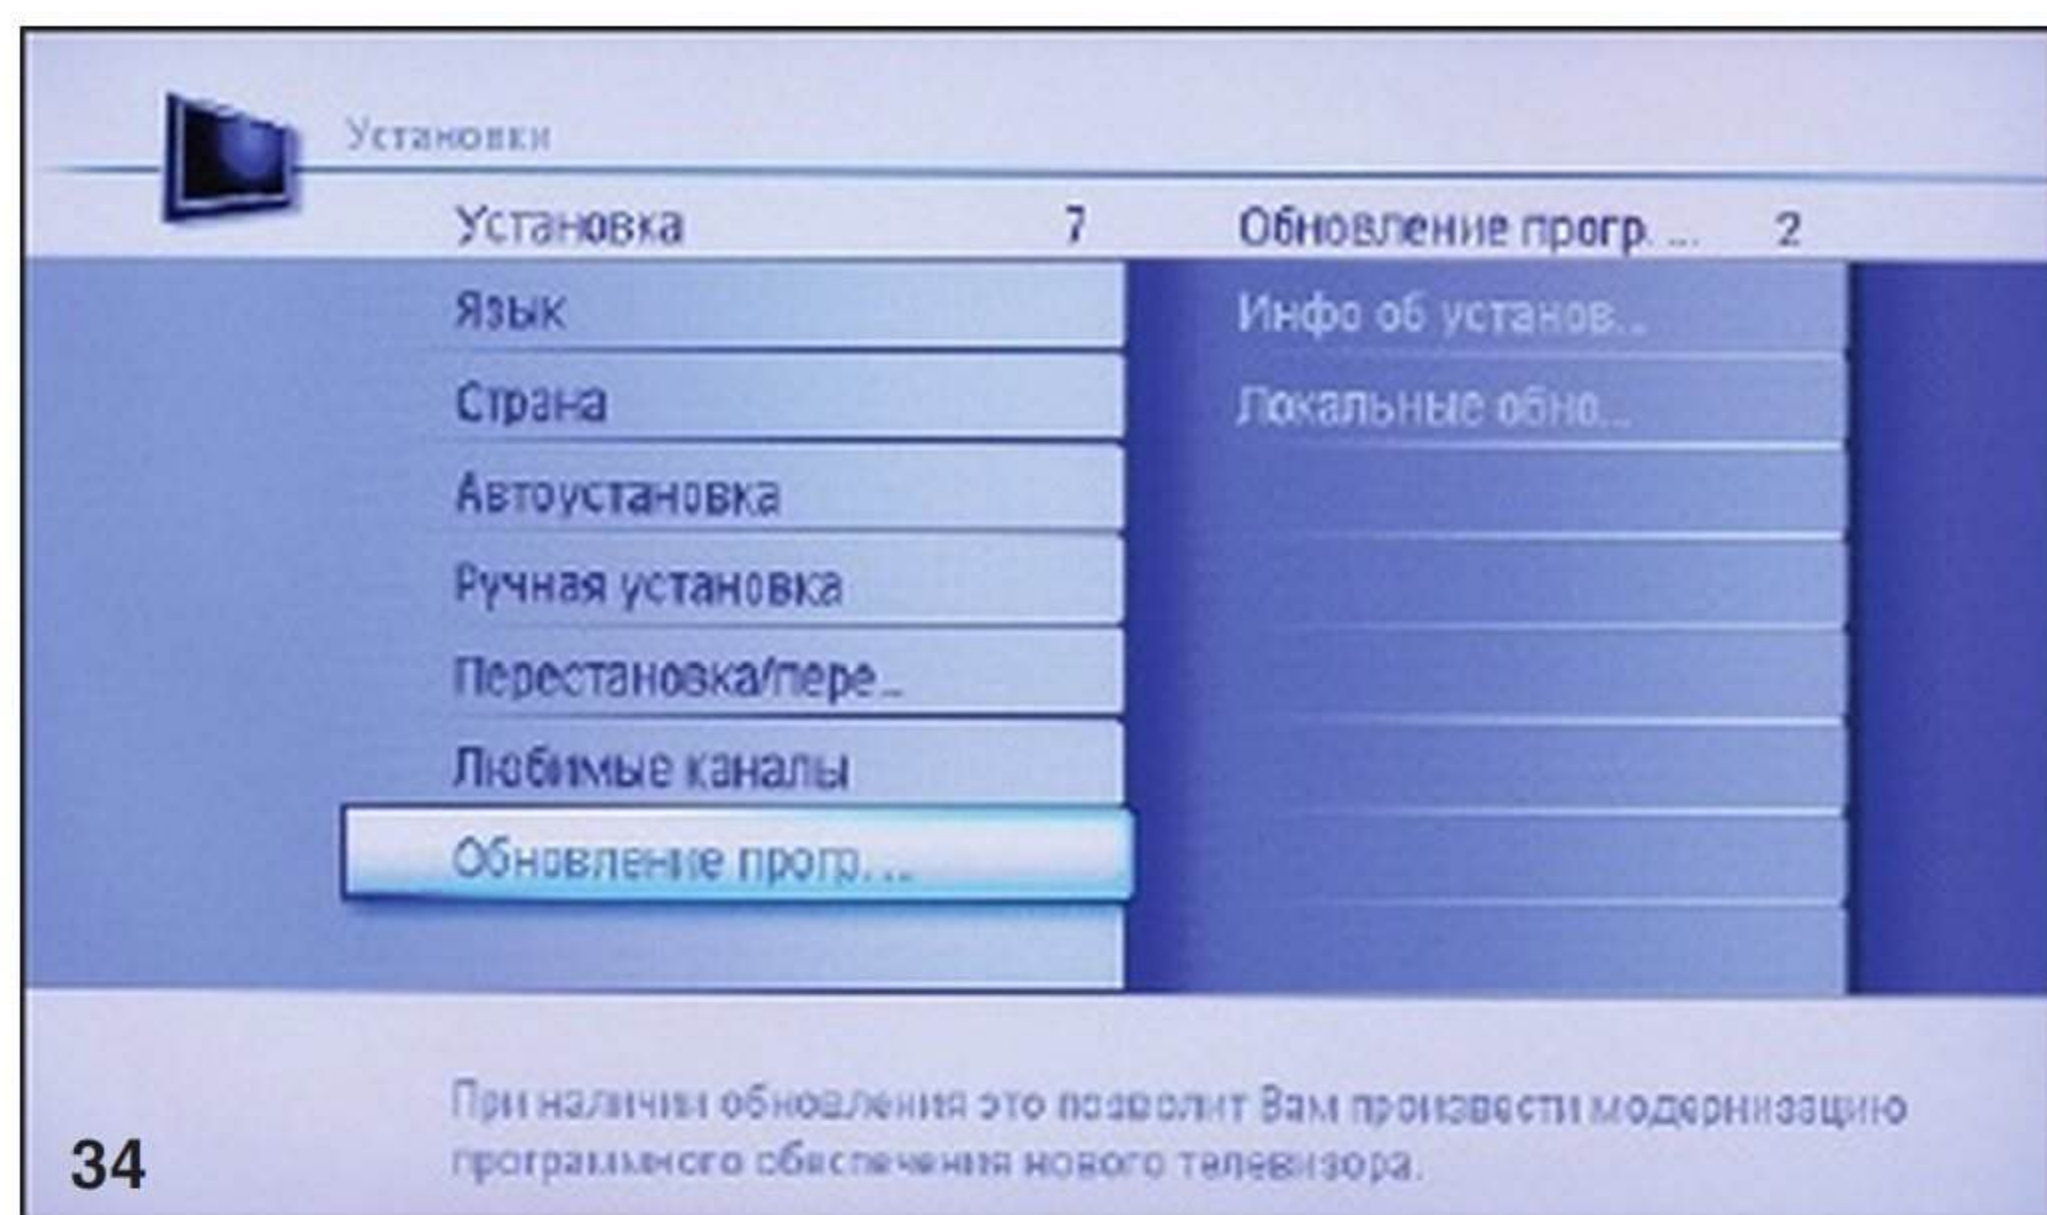 Установки
Установка 7 Обновление прогр. ... 2
Язык Инфо об установ...
Страна Локальные обно...
Автоустановка
Ручная установка
Перестановка/пере...
Любимые каналы
Обновление прогр. ...
При наличии обновления это позволит Вам произвести модернизацию
программного обеспечения нового телевизора.
34